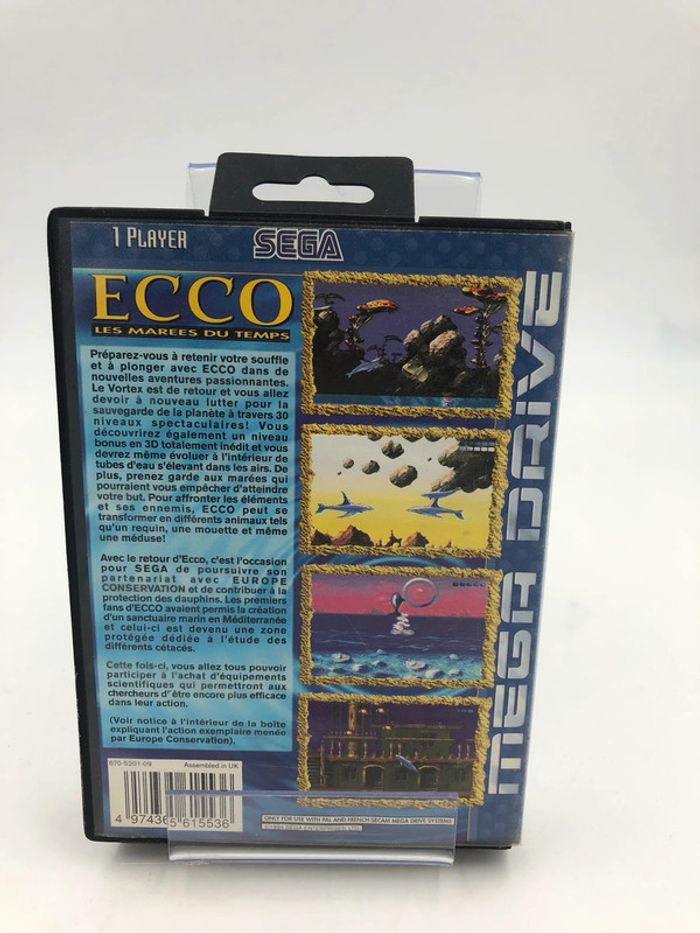 1 PLAYER
SEGA
ECCO
LES MAREES DU TEMPS
Préparez-vous à retenir votre souffle
et à plonger avec ECCO dans de
nouvelles aventures passionnantes.
Le Vortex est de retour et vous allez
devoir à nouveau lutter pour la
sauvegarde de la planète à travers 30
niveaux spectaculaires! Vous
découvrirez également un niveau
bonus en 3D totalement inédit et vous
devrez même évoluer à l'intérieur de
tubes d'eau s'élevant dans les airs. De
plus, prenez garde aux marées qui
pourraient vous empêcher d'atteindre
votre but. Pour affronter les éléments
et ses ennemis, ECCO peut se
transformer en différents animaux tels
qu'un requin, une mouette et même
une méduse!
Avec le retour d'Ecco, c'est l'occasion
pour SEGA de poursuivre son
partenariat avec EUROPE
CONSERVATION et de contribuer à la
protection des dauphins. Les premiers
fans d'ECCO avaient permis la création
d'un sanctuaire marin en Méditerranée
et celui-ci est devenu une zone
protégée dédiée à l'étude des
différents cétacés.
Cette fois-ci, vous allez tous pouvoir
participer à l'achat d'équipements
scientifiques qui permettront aux
chercheurs d'être encore plus efficace
dans leur action.
(Voir notice à l'intérieur de la boîte
expliquant l'action exemplaire menée
par Europe Conservation).
670-5201-09 Assembled in UK
4 974365 615536
ONLY FOR USE WITH PAL AND FRENCH SECAM MEGA DRIVE SYSTEMS
©1994 SEGA ENTERPRISES LTD.
MEGA DRIVE